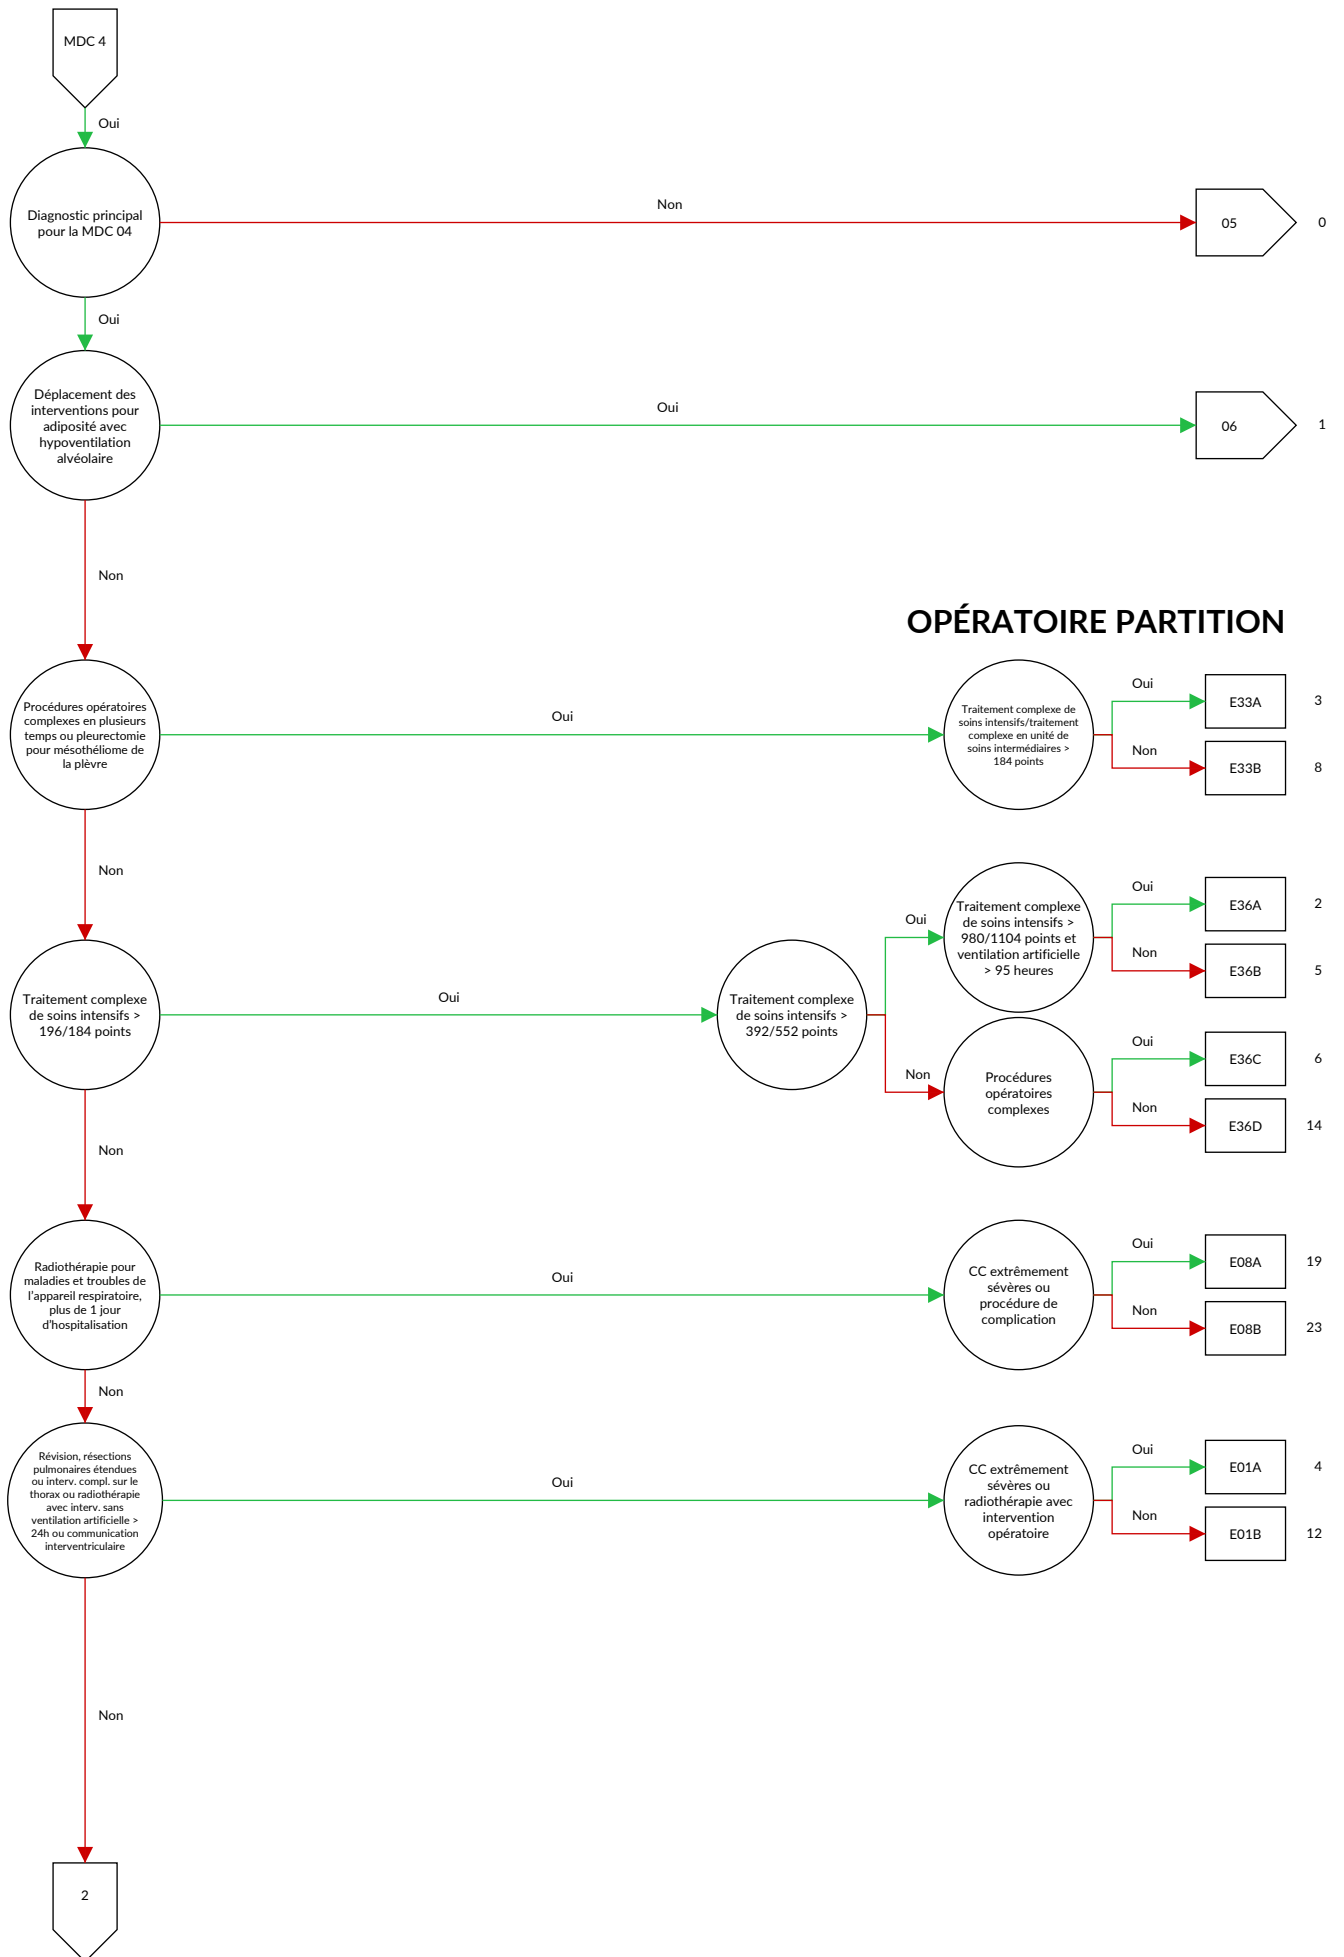 MDC 4
Oui
Diagnostic principal
pour la MDC 04
Non
05
0
Oui
Déplacement des
interventions pour
adiposité avec
hypoventilation
alvéolaire
Oui
06
1
Non
OPÉRATOIRE PARTITION
Procédures opératoires
complexes en plusieurs
temps ou pleurectomie
pour mésothéliome de
la plèvre
Oui
Traitement complexe de
soins intensifs/traitement
complexe en unité de
soins intermédiaires >
184 points
Oui
E33A
3
Non
E33B
8
Non
Traitement complexe
de soins intensifs >
196/184 points
Oui
Traitement complexe
de soins intensifs >
392/552 points
Oui
Traitement complexe
de soins intensifs >
980/1104 points et
ventilation artificielle
> 95 heures
Oui
E36A
2
Non
E36B
5
Non
Procédures
opératoires
complexes
Oui
E36C
6
Non
E36D
14
Non
Radiothérapie pour
maladies et troubles de
l'appareil respiratoire,
plus de 1 jour
d'hospitalisation
Oui
CC extrêmement
sévères ou
procédure de
complication
Oui
E08A
19
Non
E08B
23
Non
Révision, résections
pulmonaires étendues
ou interv. compl. sur le
thorax ou radiothérapie
avec interv. sans
ventilation artificielle >
24h ou communication
interventriculaire
Oui
CC extrêmement
sévères ou
radiothérapie avec
intervention
opératoire
Oui
E01A
4
Non
E01B
12
Non
2